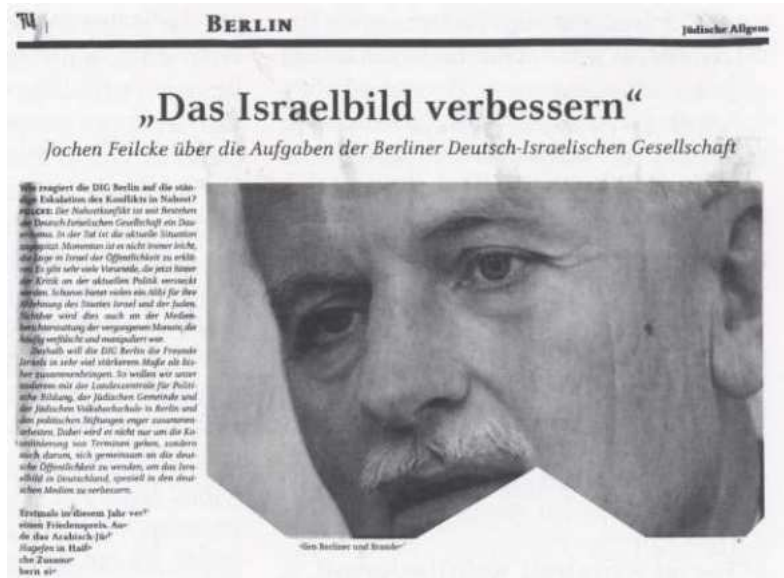 BERLIN
Jüdische Allgem
„Das Israelbild verbessern“
Jochen Feilcke über die Aufgaben der Berliner Deutsch-Israelischen Gesellschaft
Wie reagiert die DIG Berlin auf die stän-
dige Eskalation des Konflikts in Nahost?
FEILCKE: Der Nahostkonflikt ist seit Bestehen
der Deutsch-Israelischen Gesellschaft ein Dau-
erthema. In der Tat ist die aktuelle Situation
zugespitzt. Momentan ist es nicht immer leicht,
die Lage in Israel der Öffentlichkeit zu erklä-
ren. Es gibt sehr viele Vorurteile, die jetzt hinter
der Kritik an der aktuellen Politik versteckt
werden. Scharon bietet vielen ein Alibi für ihre
Ablehnung des Staates Israel und der Juden.
Sichtbar wird dies auch an der Medien-
berichterstattung der vergangenen Monate, die
häufig verfälscht und manipuliert war.
Deshalb will die DIG Berlin die Freunde
Israels in sehr viel stärkerem Maße als bis-
her zusammenbringen. So wollen wir unter
anderem mit der Landeszentrale für Politi-
sche Bildung, der Jüdischen Gemeinde und
der Jüdischen Volkshochschule in Berlin und
den politischen Stiftungen enger zusammen-
arbeiten. Dabei wird es nicht nur um die Ko-
ordinierung von Terminen gehen, sondern
auch darum, sich gemeinsam an die deut-
sche Öffentlichkeit zu wenden, um das Isra-
elbild in Deutschland, speziell in den deut-
schen Medien zu verbessern.
Erstmals in diesem Jahr ver
einen Friedenspreis. Au
de das Arabisch-Jü
Hagefen in Haif
che Zusam
bern
den Berliner und Brande